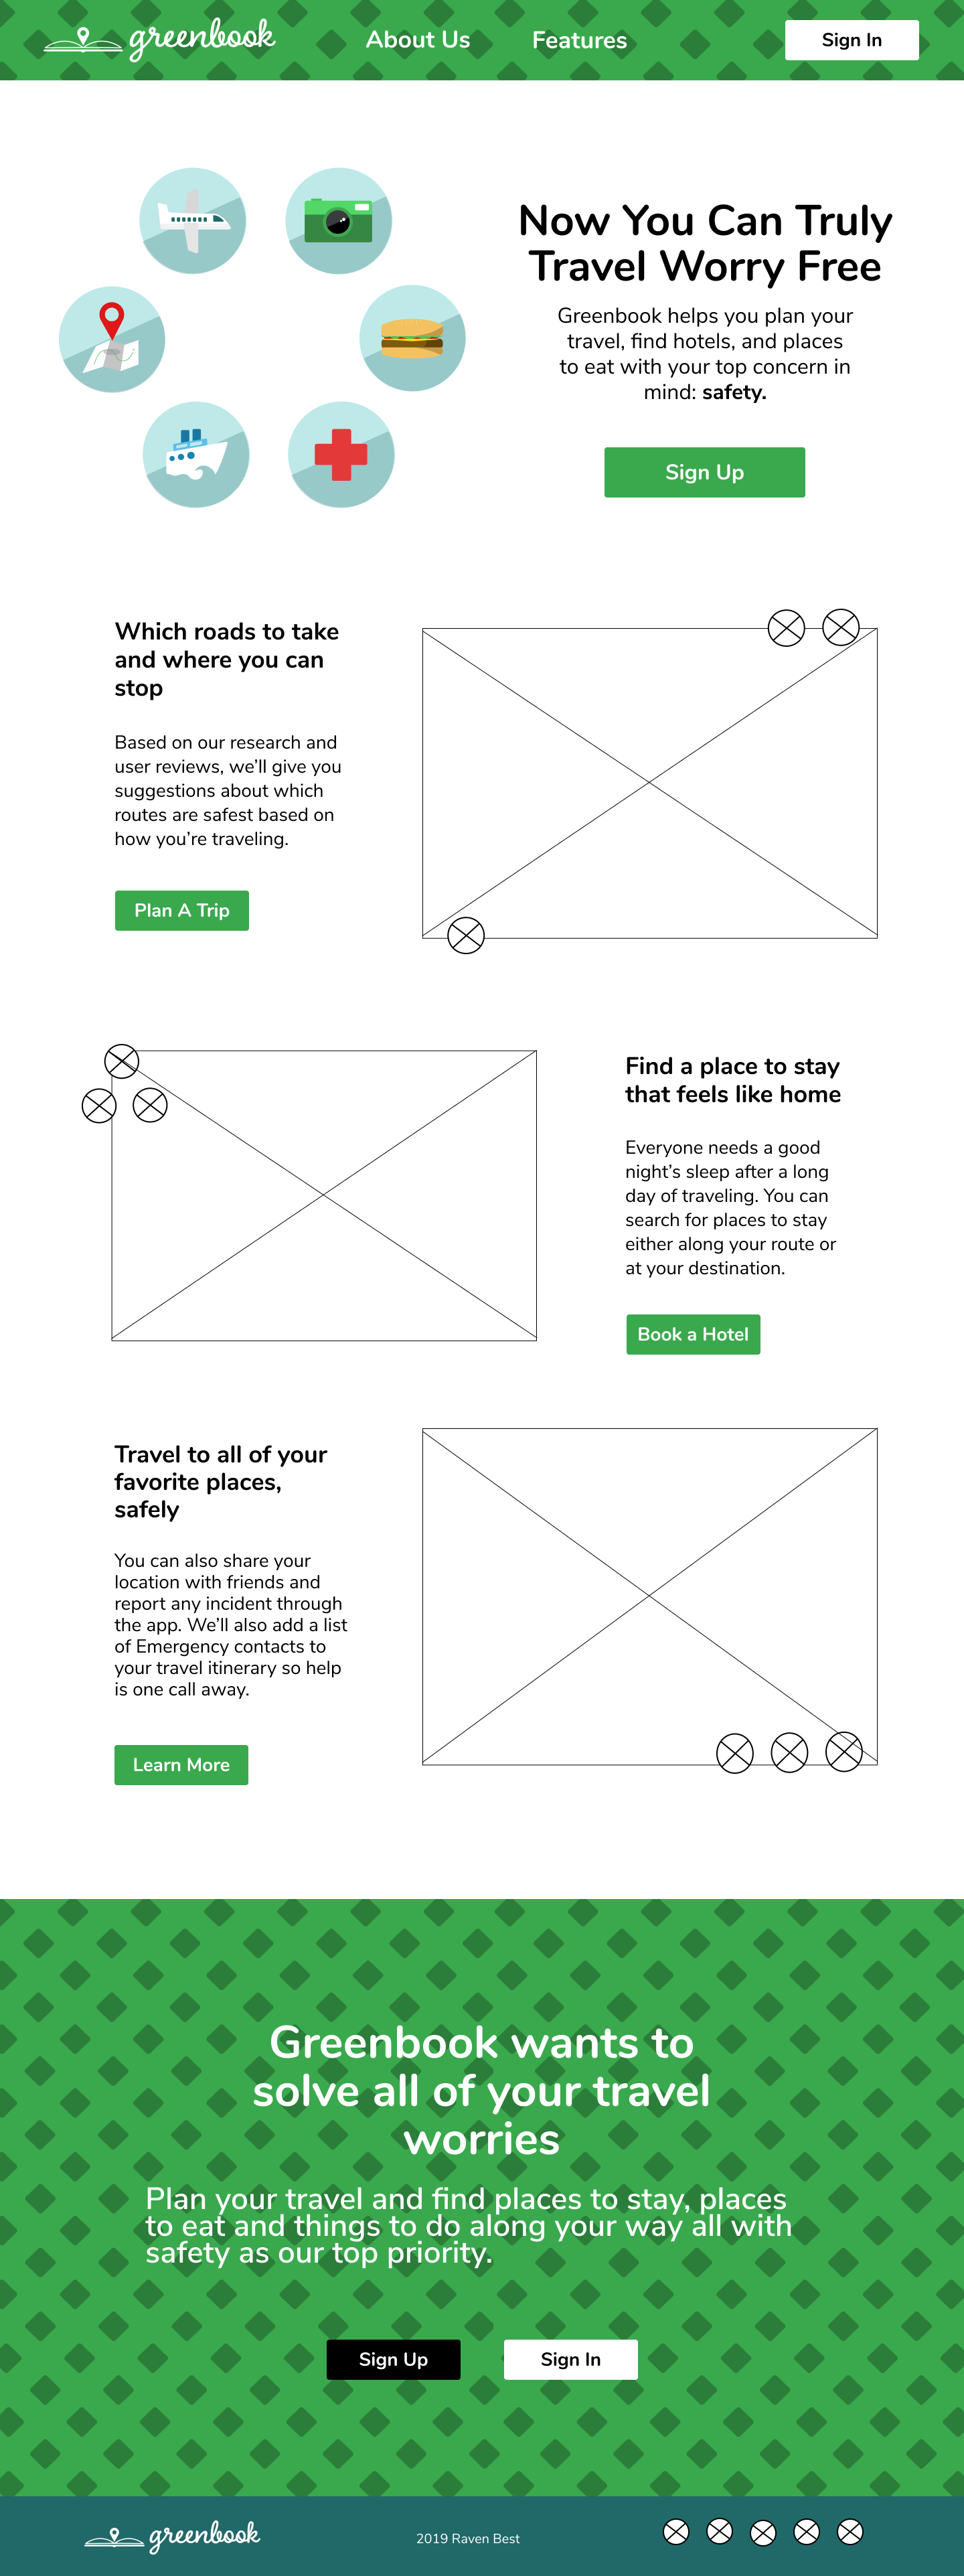 greenbook
About Us
Features
Sign In
Now You Can Truly
Travel Worry Free
Greenbook helps you plan your
travel, find hotels, and places
to eat with your top concern in
mind: safety.
Sign Up
Which roads to take
and where you can
stop
Based on our research and
user reviews, we’ll give you
suggestions about which
routes are safest based on
how you’re traveling.
Plan A Trip
Find a place to stay
that feels like home
Everyone needs a good
night’s sleep after a long
day of traveling. You can
search for places to stay
either along your route or
at your destination.
Book a Hotel
Travel to all of your
favorite places,
safely
You can also share your
location with friends and
report any incident through
the app. We’ll also add a list
of Emergency contacts to
your travel itinerary so help
is one call away.
Learn More
Greenbook wants to
solve all of your travel
worries
Plan your travel and find places to stay, places
to eat and things to do along your way all with
safety as our top priority.
Sign Up
Sign In
greenbook
2019 Raven Best